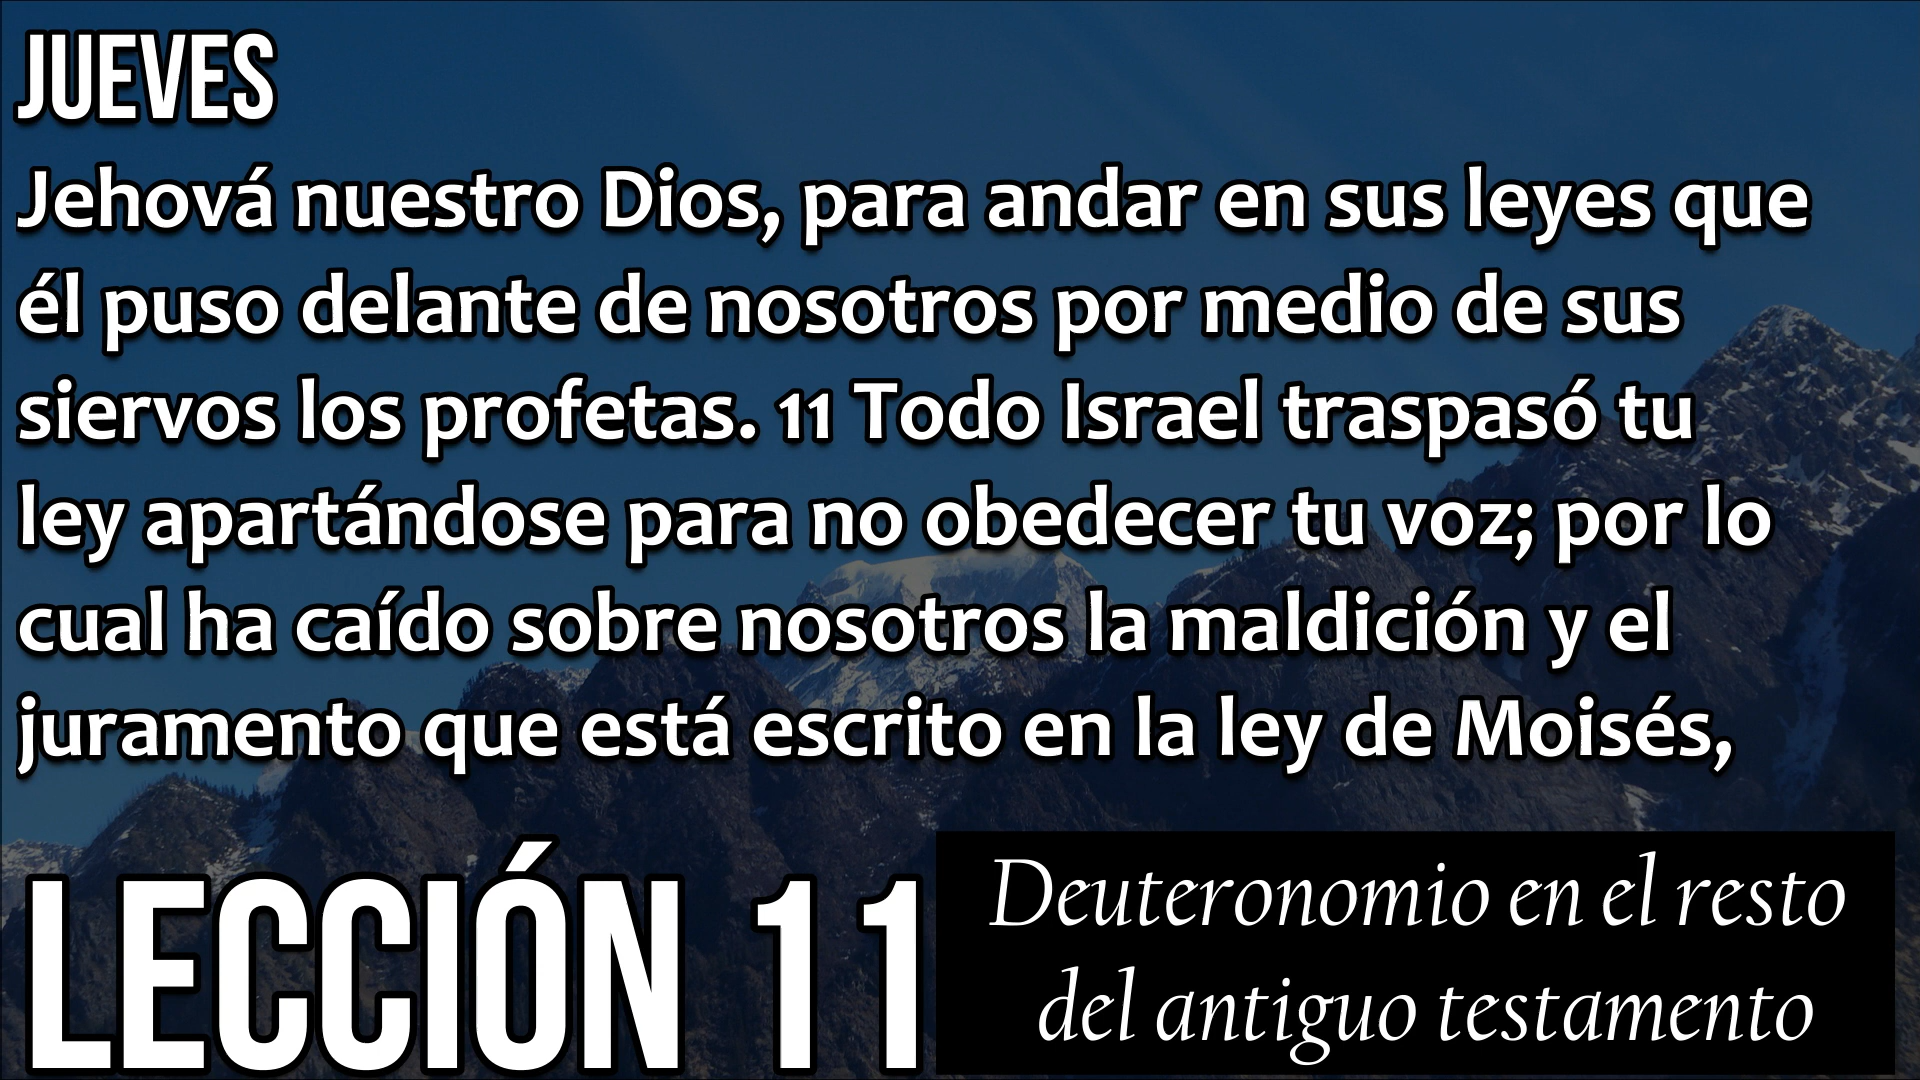 JUEVES
Jehová nuestro Dios, para andar en sus leyes que
él puso delante de nosotros por medio de sus
siervos los profetas. 11 Todo Israel traspasó tu
ley apartándose para no obedecer tu voz; por lo
cual ha caído sobre nosotros la maldición y el
juramento que está escrito en la ley de Moisés,
LECCIÓN 11
Deuteronomio en el resto
del antiguo testamento